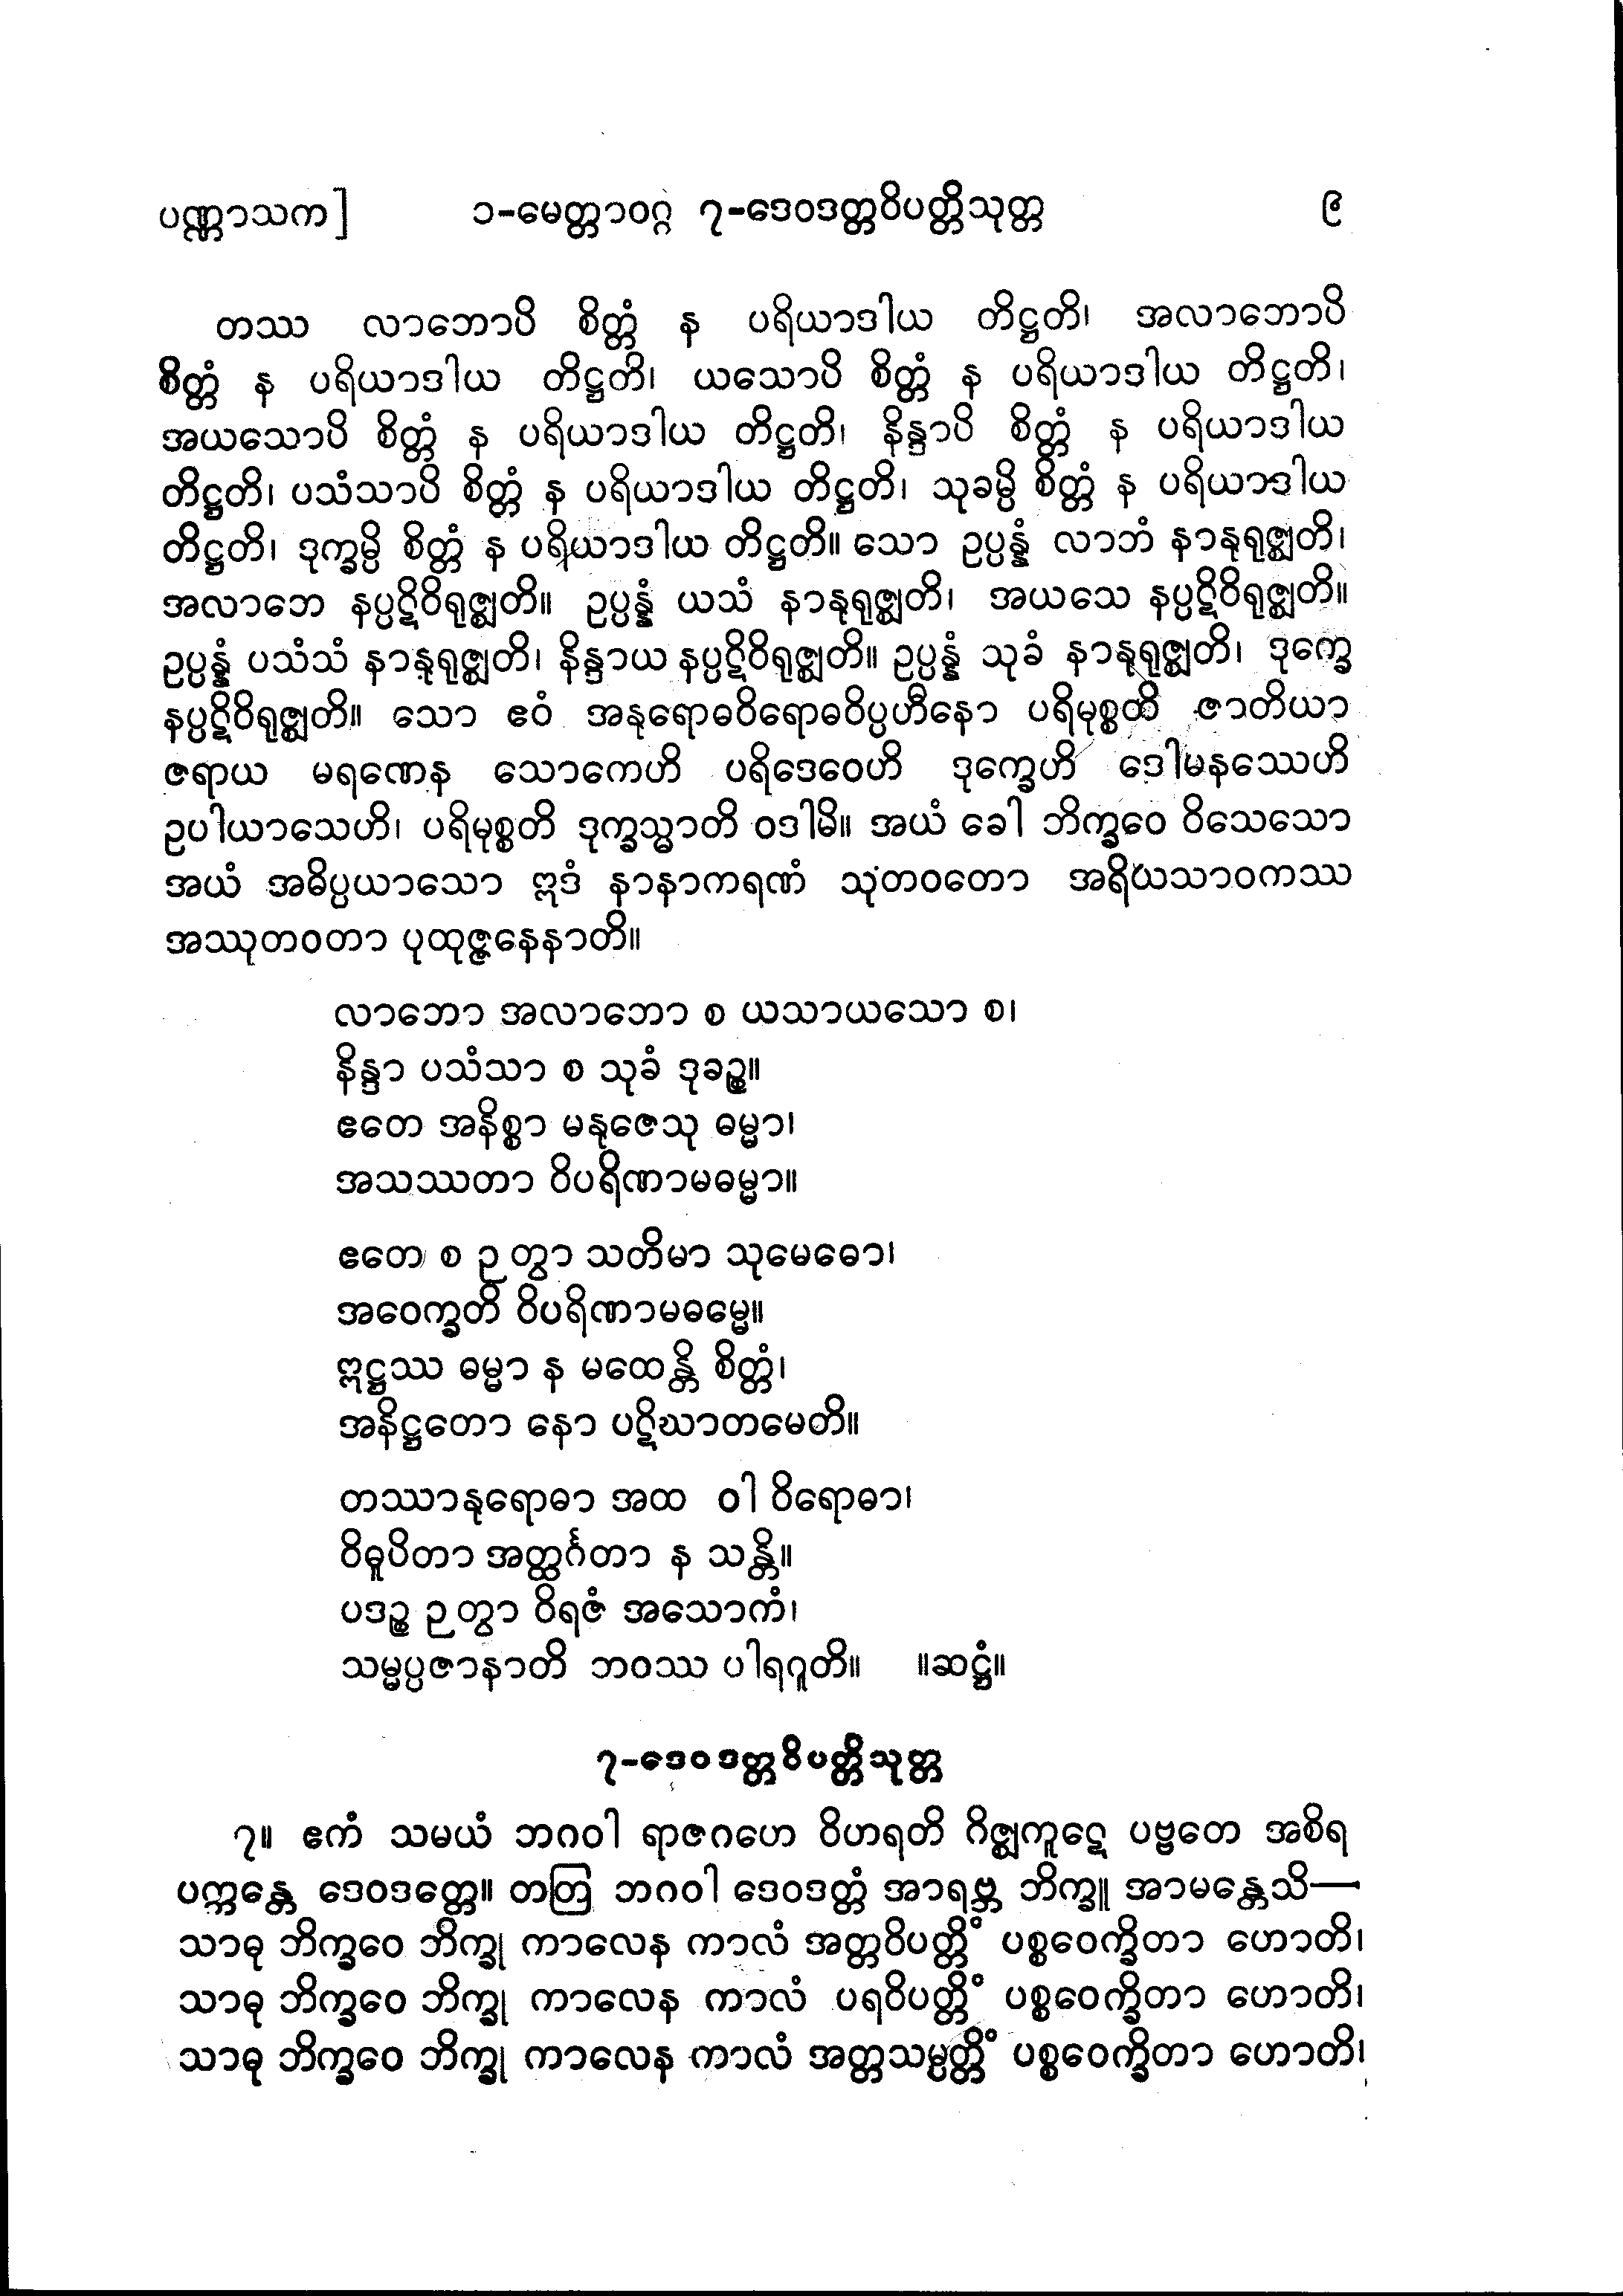 ပဏ္ဏာသက]
၁-မေတ္တာဝဂ္ဂ ၇-ဒေဝဒတ္တဝိပတ္တိသုတ္တ
၉
တဿ လာဘောပိ စိတ္တံ န ပရိယာဒါယ တိဋ္ဌတိ၊ အလာဘောပိ
စိတ္တံ န ပရိယာဒါယ တိဋ္ဌတိ၊ ယသောပိ စိတ္တံ န ပရိယာဒါယ တိဋ္ဌတိ၊
အယသောပိ စိတ္တံ န ပရိယာဒါယ တိဋ္ဌတိ၊ နိန္ဒာပိ စိတ္တံ န ပရိယာဒါယ
တိဋ္ဌတိ၊ ပသံသာပိ စိတ္တံ န ပရိယာဒါယ တိဋ္ဌတိ၊ သုခမ္ပိ စိတ္တံ န ပရိယာဒါယ
တိဋ္ဌတိ၊ ဒုက္ခမ္ပိ စိတ္တံ န ပရိယာဒါယ တိဋ္ဌတိ။ သော ဥပ္ပန္နံ လာဘံ နာနုရုဇ္ဈတိ၊
အလာဘေ နပ္ပဋိဝိရုဇ္ဈတိ။ ဥပ္ပန္နံ ယသံ နာနုရုဇ္ဈတိ၊ အယသေ နပ္ပဋိဝိရုဇ္ဈတိ။
ဥပ္ပန္နံ ပသံသံ နာနုရုဇ္ဈတိ၊ နိန္ဒာယ နပ္ပဋိဝိရုဇ္ဈတိ။ ဥပ္ပန္နံ သုခံ နာနုရုဇ္ဈတိ၊ ဒုက္ခေ
နပ္ပဋိဝိရုဇ္ဈတိ။ သော ဧဝံ အနုရောဓဝိရောဓဝိပ္ပဟီနော ပရိမုစ္စတိ ဇာတိယာ
ဇရာယ မရဏေန သောကေဟိ ပရိဒေဝေဟိ ဒုက္ခေဟိ ဒေါမနဿေဟိ
ဥပါယာသေဟိ၊ ပရိမုစ္စတိ ဒုက္ခသ္မာတိ ဝဒါမိ။ အယံ ခေါ ဘိက္ခဝေ ဝိသေသော
အယံ အဓိပ္ပယာသော ဣဒံ နာနာကရဏံ သုတဝတော အရိယသာဝကဿ
အဿုတဝတာ ပုထုဇ္ဇနေနာတိ။
လာဘော အလာဘော စ ယသာယသော စ၊
နိန္ဒာ ပသံသာ စ သုခံ ဒုခဉ္စ။
ဧတေ အနိစ္စာ မနုဇေသု ဓမ္မာ၊
အသဿတာ ဝိပရိဏာမဓမ္မာ။
ဧတေ စ ဉတွာ သတိမာ သုမေဓော၊
အဝေက္ခတိ ဝိပရိဏာမဓမ္မေ။
ဣဋ္ဌဿ ဓမ္မာ န မထေန္တိ စိတ္တံ၊
အနိဋ္ဌတော နော ပဋိဃာတမေတိ။
တဿာနုရောဓာ အထ ဝါ ဝိရောဓာ၊
ဝိဓူပိတာ အတ္ထင်္ဂတာ န သန္တိ။
ပဒဉ္စ ဉတွာ ဝိရဇံ အသောကံ၊
သမ္မပ္ပဇာနာတိ ဘဝဿ ပါရဂူတိ။ ။ဆဋ္ဌံ။
၇-ဒေဝဒတ္တဝိပတ္တိသုတ္တ
၇။ ဧကံ သမယံ ဘဂဝါ ရာဇဂဟေ ဝိဟရတိ ဂိဇ္ဈကူဋေ ပဗ္ဗတေ အစိရ
ပက္ကန္တေ ဒေဝဒတ္တေ။ တတြ ဘဂဝါ ဒေဝဒတ္တံ အာရဗ္ဘ ဘိက္ခူ အာမန္တေသိ—
သာဓု ဘိက္ခဝေ ဘိက္ခု ကာလေန ကာလံ အတ္တဝိပတ္တိံ ပစ္စဝေက္ခိတာ ဟောတိ၊
သာဓု ဘိက္ခဝေ ဘိက္ခု ကာလေန ကာလံ ပရဝိပတ္တိံ ပစ္စဝေက္ခိတာ ဟောတိ၊
သာဓု ဘိက္ခဝေ ဘိက္ခု ကာလေန ကာလံ အတ္တသမ္ပတ္တိံ ပစ္စဝေက္ခိတာ ဟောတိ၊